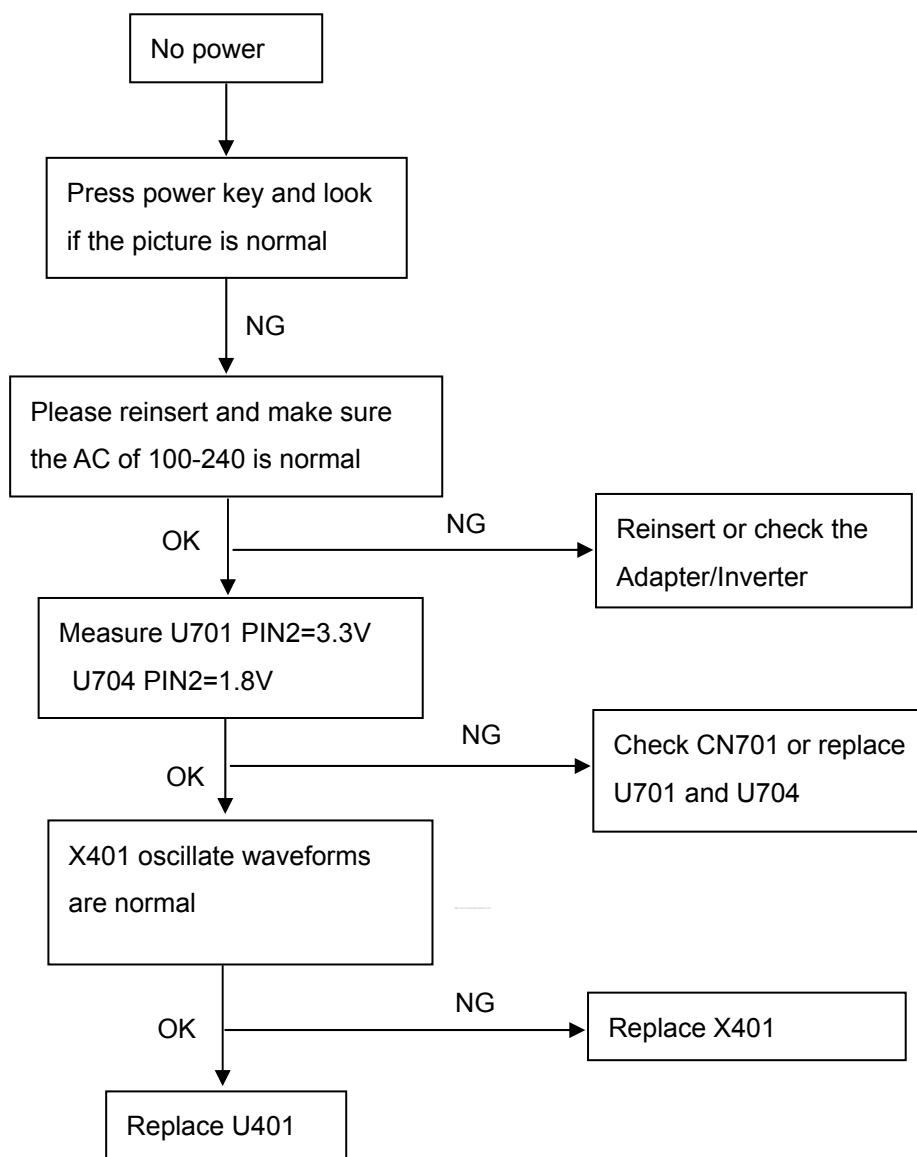 No power
Press power key and look
if the picture is normal
NG
Please reinsert and make sure
the AC of 100-240 is normal
OK
NG
Reinsert or check the
Adapter/Inverter
Measure U701 PIN2=3.3V
U704 PIN2=1.8V
OK
NG
Check CN701 or replace
U701 and U704
X401 oscillate waveforms
are normal
OK
NG
Replace X401
Replace U401